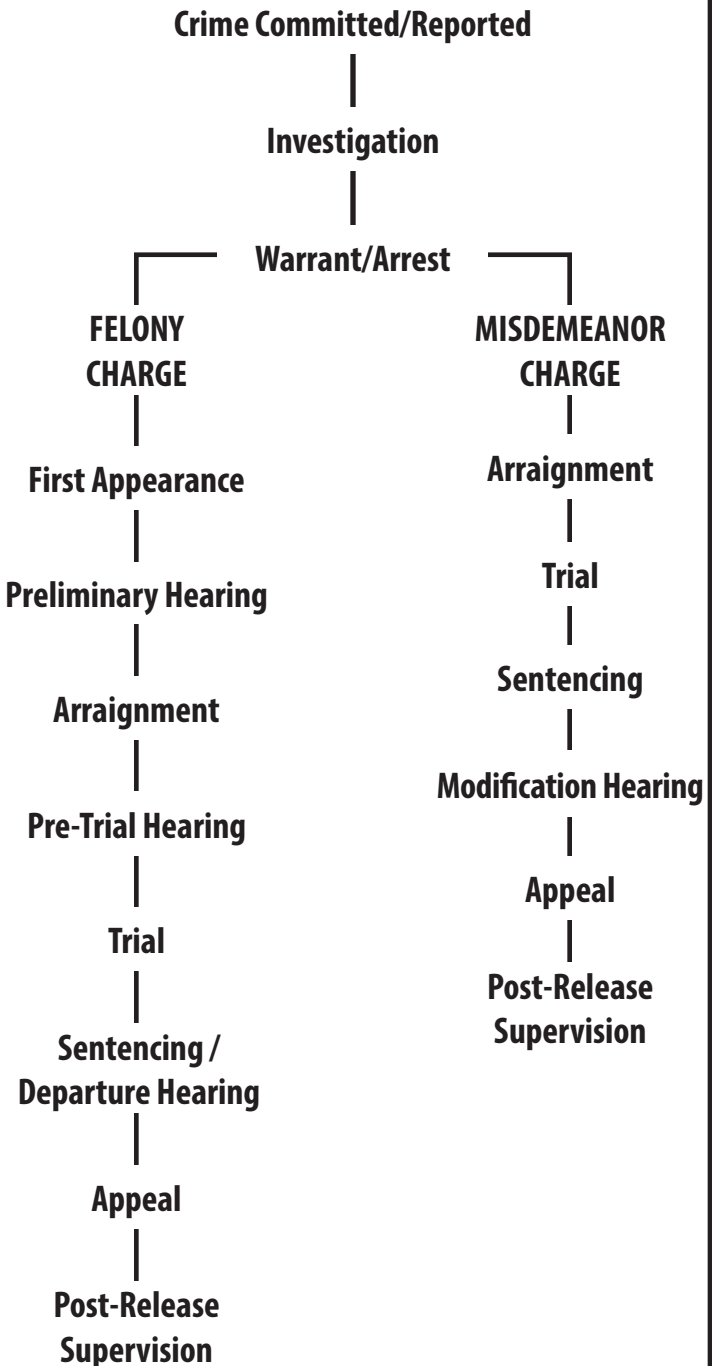 Crime Committed/Reported
Investigation
Warrant/Arrest
FELONY
CHARGE
First Appearance
Preliminary Hearing
Arraignment
Pre-Trial Hearing
Trial
Sentencing /
Departure Hearing
Appeal
Post-Release
Supervision
MISDEMEANOR
CHARGE
Arraignment
Trial
Sentencing
Modification Hearing
Appeal
Post-Release
Supervision